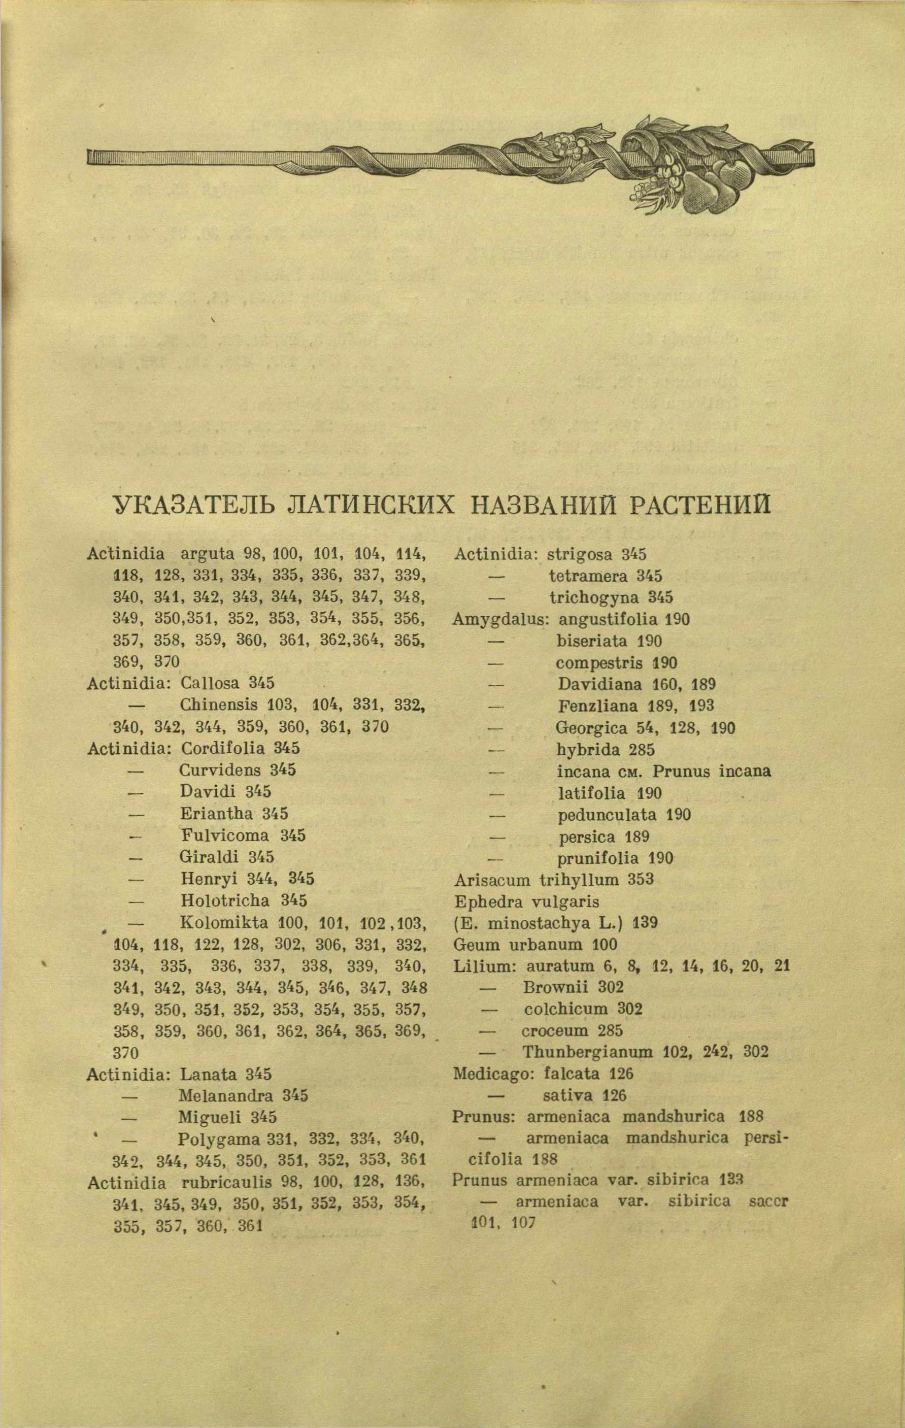 УКАЗАТЕЛЬ ЛАТИНСКИХ НАЗВАНИЙ РАСТЕНИЙ
Actinidia arguta 98, 100, 101, 104, 114,
118, 128, 331, 334, 335, 336, 337, 339,
340, 341, 342, 343, 344, 345, 347, 348,
349, 350,351, 352, 353, 354, 355, 356,
357, 358, 359, 360, 361, 362,364, 365,
369, 370
Actinidia: Callosa 345
— Chinensis 103, 104, 331, 332,
340, 342, 344, 359, 360, 361, 370
Actinidia: Cordifolia 345
— Curvidens 345
— Davidi 345
— Eriantha 345
— Fulvicoma 345
— Giraldi 345
— Henryi 344, 345
— Holotricha 345
— Kolomikta 100, 101, 102,103,
104, 118, 122, 128, 302, 306, 331, 332,
334, 335, 336, 337, 338, 339, 340,
341, 342, 343, 344, 345, 346, 347, 348
349, 350, 351, 352, 353, 354, 355, 357,
358, 359, 360, 361, 362, 364, 365, 369,
370
Actinidia: Lanata 345
— Melanandra 345
— Migueli 345
— Polygama 331, 332, 334, 340,
342, 344, 345, 350, 351, 352, 353, 361
Actinidia rubricaulis 98, 100, 128, 136,
341, 345, 349, 350, 351, 352, 353, 354,
355, 357, 360, 361
Actinidia: strigosa 345
— tetramera 345
— trichogyna 345
Amygdalus: angustifolia 190
— biseriata 190
— compestris 190
— Davidiana 160, 189
— Fenzliana 189, 193
— Georgica 54, 128, 190
— hybrida 285
— incana см. Prunus incana
— latifolia 190
— pedunculata 190
— persica 189
— prunifolia 190
Arisacum trihyllum 353
Ephedra vulgaris
(E. minostachya L.) 139
Geum urbanum 100
Lilium: auratum 6, 8, 12, 14, 16, 20, 21
— Brownii 302
— colchicum 302
— croceum 285
— Thunbergianum 102, 242, 302
Medicago: falcata 126
— sativa 126
Prunus: armeniaca mandshurica 188
— armeniaca mandshurica persi-
cifolia 188
Prunus armeniaca var. sibirica 133
— armeniaca var. sibirica
101, 107